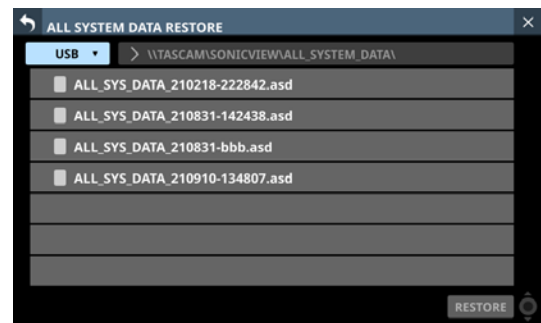 ALL SYSTEM DATA RESTORE
USB
\\TASCAM\SONICVIEW\ALL_SYSTEM_DATA\
ALL_SYS_DATA_210218-222842.asd
ALL_SYS_DATA_210831-142438.asd
ALL_SYS_DATA_210831-bbb.asd
ALL_SYS_DATA_210910-134807.asd
RESTORE